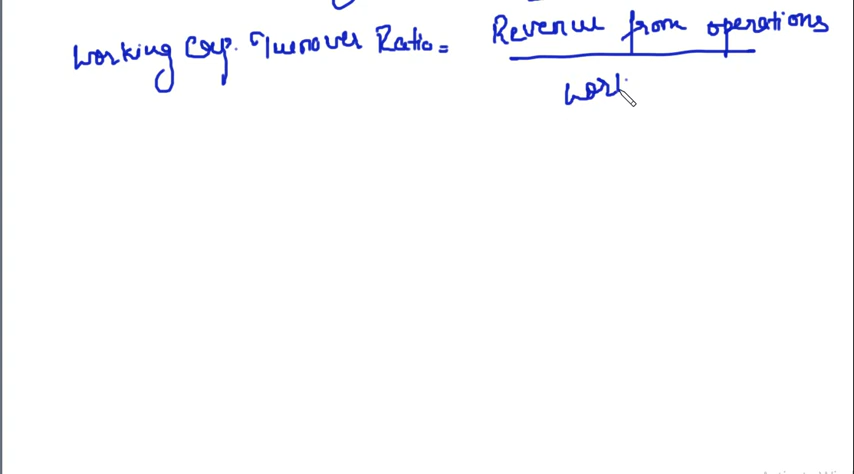 Working Cap. Turnover Ratio = Revenue from operations
Work